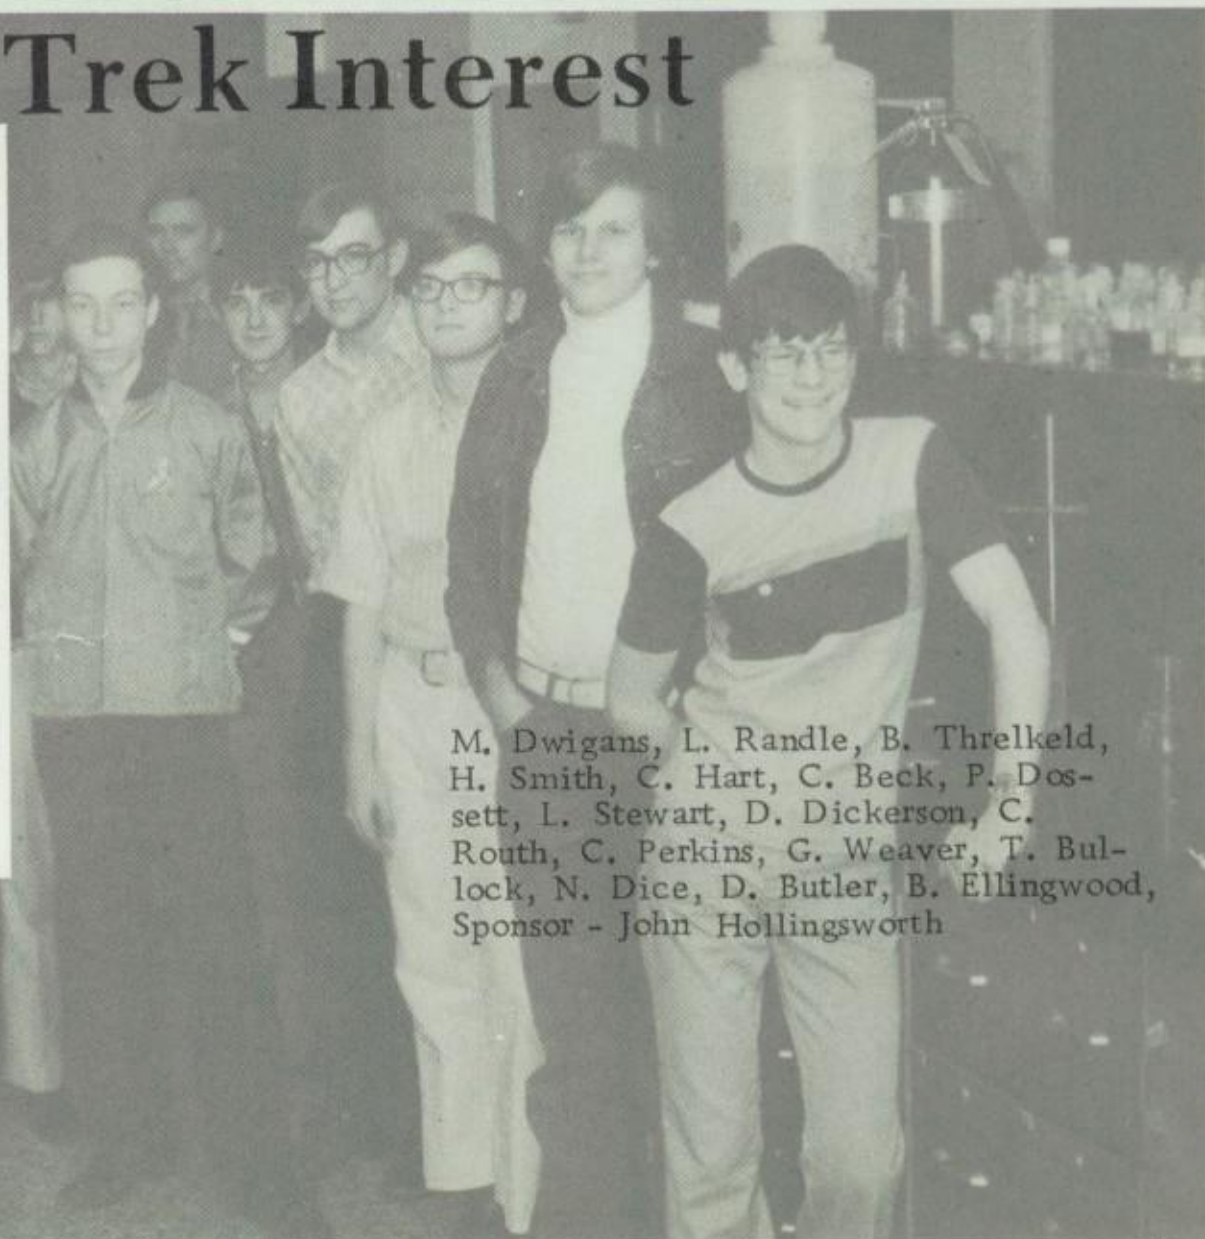 Trek Interest
M. Dwigans, L. Randle, B. Threlkeld,
H. Smith, C. Hart, C. Beck, P. Dos-
sett, L. Stewart, D. Dickerson, C.
Routh, C. Perkins, G. Weaver, T. Bul-
lock, N. Dice, D. Butler, B. Ellingwood,
Sponsor - John Hollingsworth